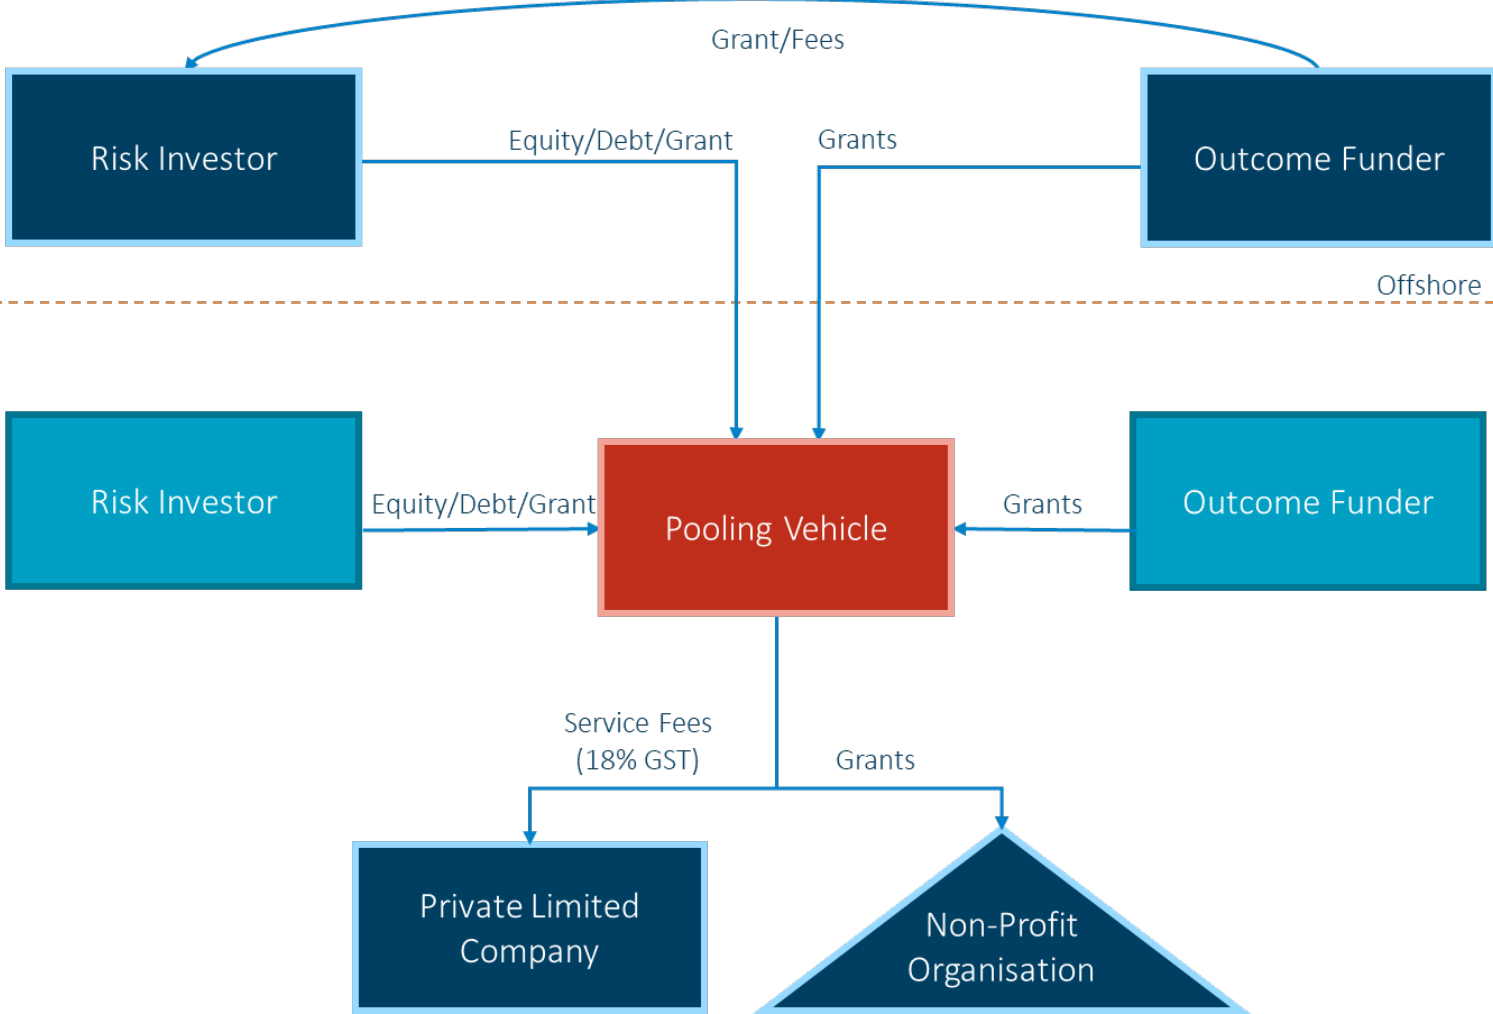 Grant/Fees
Risk Investor
Equity/Debt/Grant
Grants
Outcome Funder
Offshore
Risk Investor
Equity/Debt/Grant
Pooling Vehicle
Grants
Outcome Funder
Service Fees
(18% GST)
Grants
Private Limited
Company
Non-Profit
Organisation